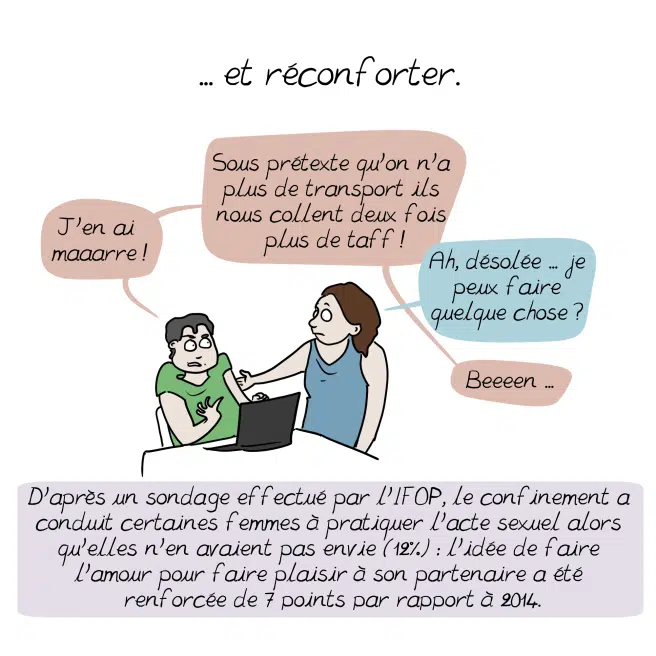 ... et réconforter.
J'en ai
maaarre !
Sous prétexte qu'on n'a
plus de transport ils
nous collent deux fois
plus de taff !
Ah, désolée ... je
peux faire
quelque chose ?
Beeeen ...
D'après un sondage effectué par l'IFOP, le confinement a
conduit certaines femmes à pratiquer l'acte sexuel alors
qu'elles n'en avaient pas envie (12%) : l'idée de faire
l'amour pour faire plaisir à son partenaire a été
renforcée de 7 points par rapport à 2014.